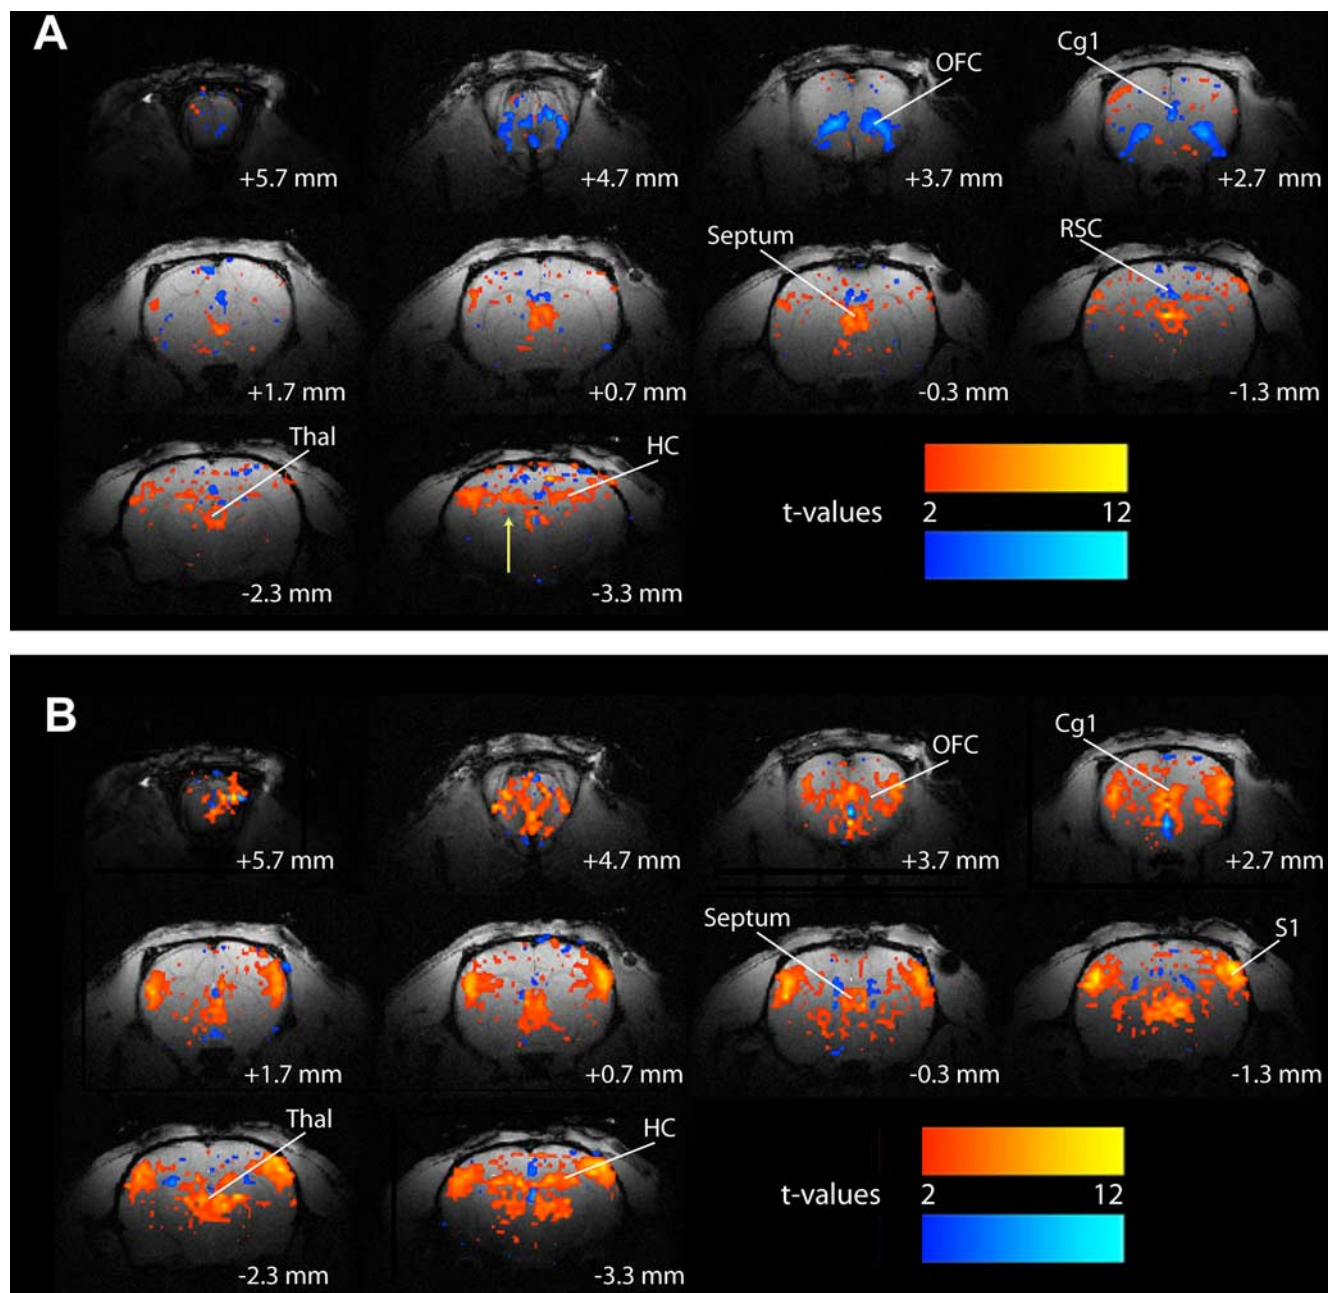 A
OFC
Cg1
+5.7 mm
+4.7 mm
+3.7 mm
+2.7 mm
Septum
RSC
+1.7 mm
+0.7 mm
-0.3 mm
-1.3 mm
Thal
HC
t-values
2
12
-2.3 mm
-3.3 mm
B
OFC
Cg1
+5.7 mm
+4.7 mm
+3.7 mm
+2.7 mm
Septum
S1
+1.7 mm
+0.7 mm
-0.3 mm
-1.3 mm
Thal
HC
t-values
2
12
-2.3 mm
-3.3 mm